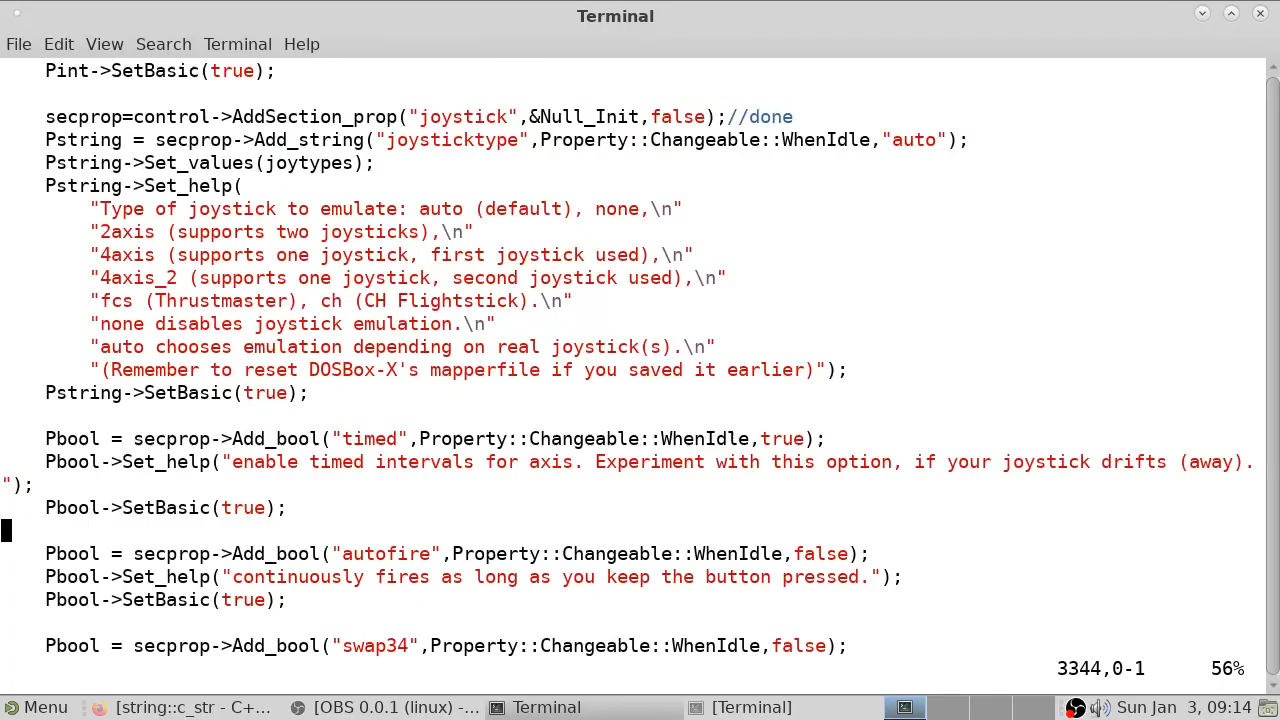 Terminal
File Edit View Search Terminal Help
    Pint->SetBasic(true);

    secprop=control->AddSection_prop("joystick",&Null_Init,false);//done
    Pstring = secprop->Add_string("joysticktype",Property::Changeable::WhenIdle,"auto");
    Pstring->Set_values(joytypes);
    Pstring->Set_help(
        "Type of joystick to emulate: auto (default), none,\n"
        "2axis (supports two joysticks),\n"
        "4axis (supports one joystick, first joystick used),\n"
        "4axis_2 (supports one joystick, second joystick used),\n"
        "fcs (Thrustmaster), ch (CH Flightstick).\n"
        "none disables joystick emulation.\n"
        "auto chooses emulation depending on real joystick(s).\n"
        "(Remember to reset DOSBox-X's mapperfile if you saved it earlier)");
    Pstring->SetBasic(true);

    Pbool = secprop->Add_bool("timed",Property::Changeable::WhenIdle,true);
    Pbool->Set_help("enable timed intervals for axis. Experiment with this option, if your joystick drifts (away).
");
    Pbool->SetBasic(true);

    Pbool = secprop->Add_bool("autofire",Property::Changeable::WhenIdle,false);
    Pbool->Set_help("continuously fires as long as you keep the button pressed.");
    Pbool->SetBasic(true);

    Pbool = secprop->Add_bool("swap34",Property::Changeable::WhenIdle,false);
3344,0-1 56%
Menu [string::c_str - C+... [OBS 0.0.1 (linux) -... Terminal [Terminal] Sun Jan 3, 09:14